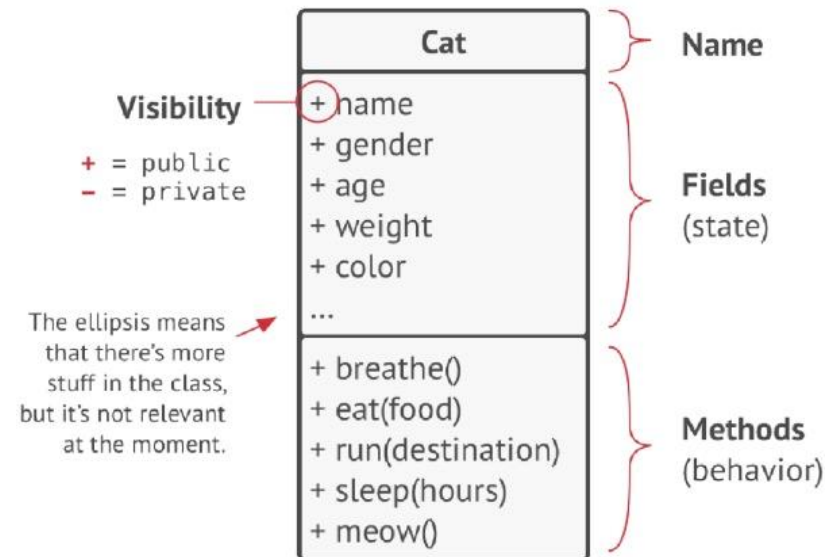 Cat
Name
Visibility
+ = public
− = private
+ name
+ gender
+ age
+ weight
+ color
...
Fields
(state)
The ellipsis means
that there's more
stuff in the class,
but it's not relevant
at the moment.
+ breathe()
+ eat(food)
+ run(destination)
+ sleep(hours)
+ meow()
Methods
(behavior)